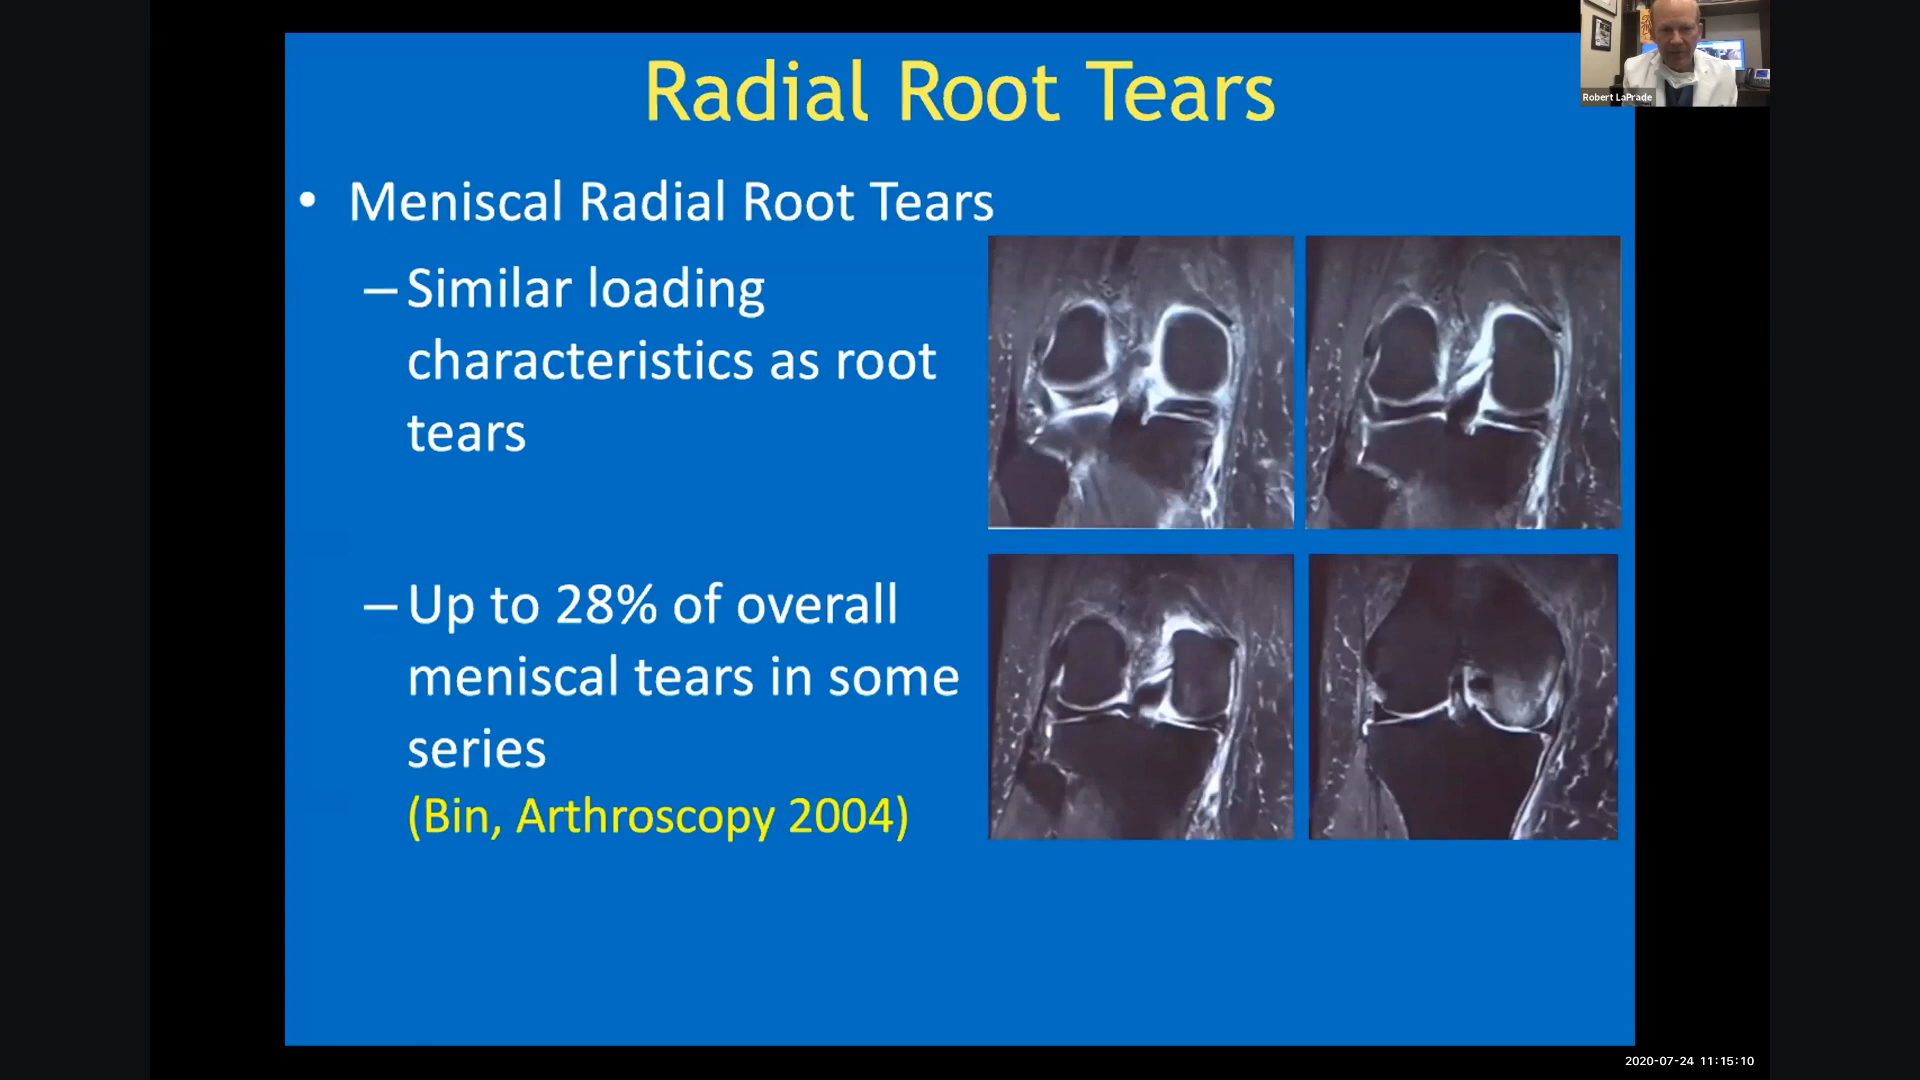 Radial Root Tears
Robert LaPrade
• Meniscal Radial Root Tears
– Similar loading
characteristics as root
tears
– Up to 28% of overall
meniscal tears in some
series
(Bin, Arthroscopy 2004)
2020-07-24 11:15:10